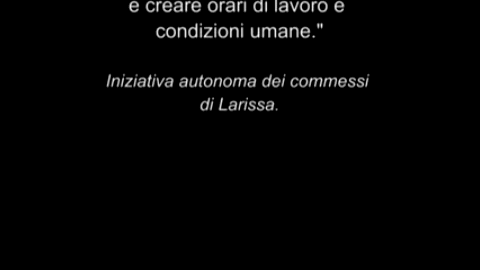 e creare orari di lavoro e
condizioni umane."
Iniziativa autonoma dei commessi
di Larissa.